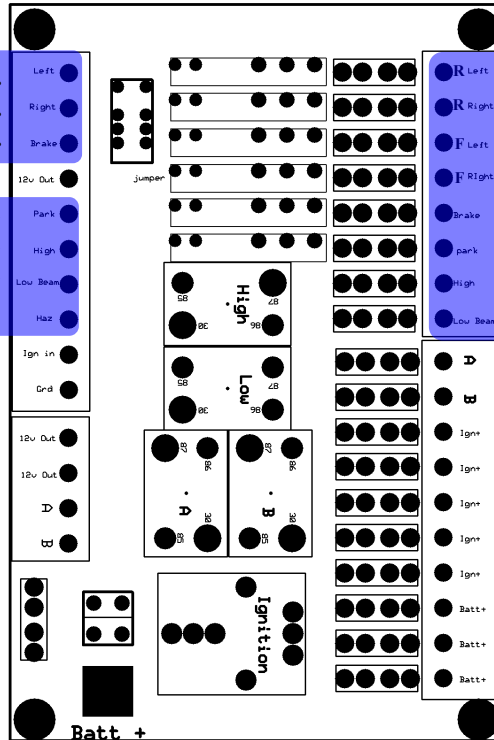 Left
Right
Brake
12v Out
Park
High
Low Beam
Haz
Ign in
Grd
12v Out
12v Out
A
B
jumper
85
87
30
86
High
85
87
30
86
Low
87
86
85
30
A
87
86
85
30
B
Ignition
Batt +
R Left
R Right
F Left
F RIght
Brake
park
High
Low Beam
A
B
Ign+
Ign+
Ign+
Ign+
Ign+
Batt+
Batt+
Batt+